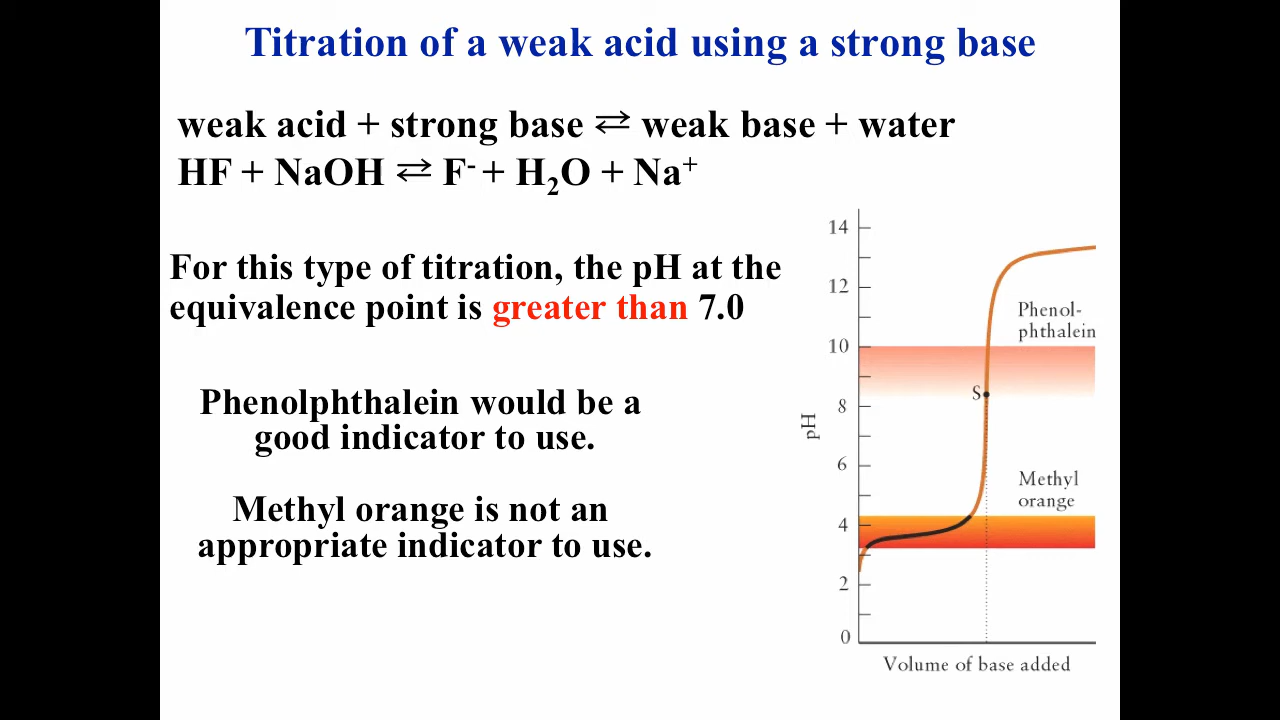 Titration of a weak acid using a strong base
weak acid + strong base ⇄ weak base + water
HF + NaOH ⇄ F⁻ + H₂O + Na⁺
For this type of titration, the pH at the
equivalence point is greater than 7.0
Phenolphthalein would be a
good indicator to use.
Methyl orange is not an
appropriate indicator to use.
14
12
10
8
6
4
2
0
pH
Phenol-
phthalein
S
Methyl
orange
Volume of base added